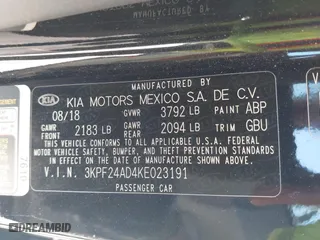 MANUFACTURED BY
KIA KIA MOTORS MEXICO S.A. DE C.V.
08/18 GVWR 3792 LB PAINT ABP
GAWR FRONT 2183 LB GAWR REAR 2094 LB TRIM GBU
THIS VEHICLE CONFORMS TO ALL APPLICABLE U.S.A. FEDERAL
MOTOR VEHICLE SAFETY, BUMPER, AND THEFT PREVENTION
STANDARDS IN EFFECT ON THE DATE OF MANUFACTURE SHOWN ABOVE.
V.I.N. 3KPF24AD4KE023191
PASSENGER CAR